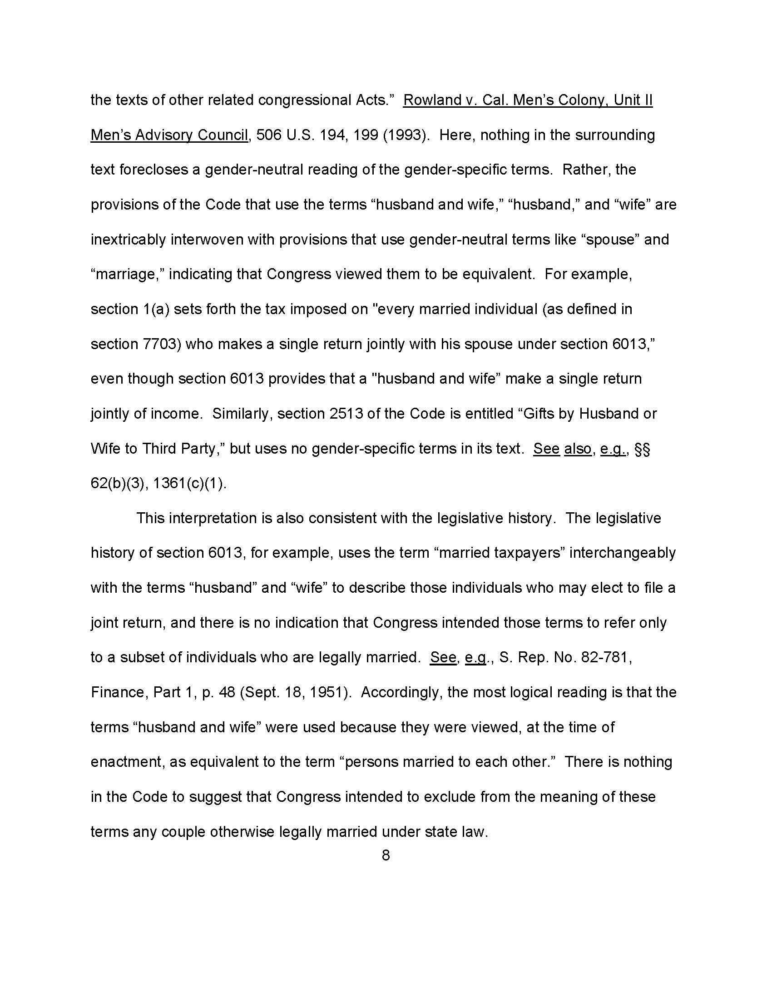 the texts of other related congressional Acts.”  Rowland v. Cal. Men’s Colony, Unit II
Men’s Advisory Council, 506 U.S. 194, 199 (1993).  Here, nothing in the surrounding
text forecloses a gender-neutral reading of the gender-specific terms.  Rather, the
provisions of the Code that use the terms “husband and wife,” “husband,” and “wife” are
inextricably interwoven with provisions that use gender-neutral terms like “spouse” and
“marriage,” indicating that Congress viewed them to be equivalent.  For example,
section 1(a) sets forth the tax imposed on "every married individual (as defined in
section 7703) who makes a single return jointly with his spouse under section 6013,”
even though section 6013 provides that a "husband and wife” make a single return
jointly of income.  Similarly, section 2513 of the Code is entitled “Gifts by Husband or
Wife to Third Party,” but uses no gender-specific terms in its text.  See also, e.g., §§
62(b)(3), 1361(c)(1).
This interpretation is also consistent with the legislative history.  The legislative
history of section 6013, for example, uses the term “married taxpayers” interchangeably
with the terms “husband” and “wife” to describe those individuals who may elect to file a
joint return, and there is no indication that Congress intended those terms to refer only
to a subset of individuals who are legally married.  See, e.g., S. Rep. No. 82-781,
Finance, Part 1, p. 48 (Sept. 18, 1951).  Accordingly, the most logical reading is that the
terms “husband and wife” were used because they were viewed, at the time of
enactment, as equivalent to the term “persons married to each other.”  There is nothing
in the Code to suggest that Congress intended to exclude from the meaning of these
terms any couple otherwise legally married under state law.
8